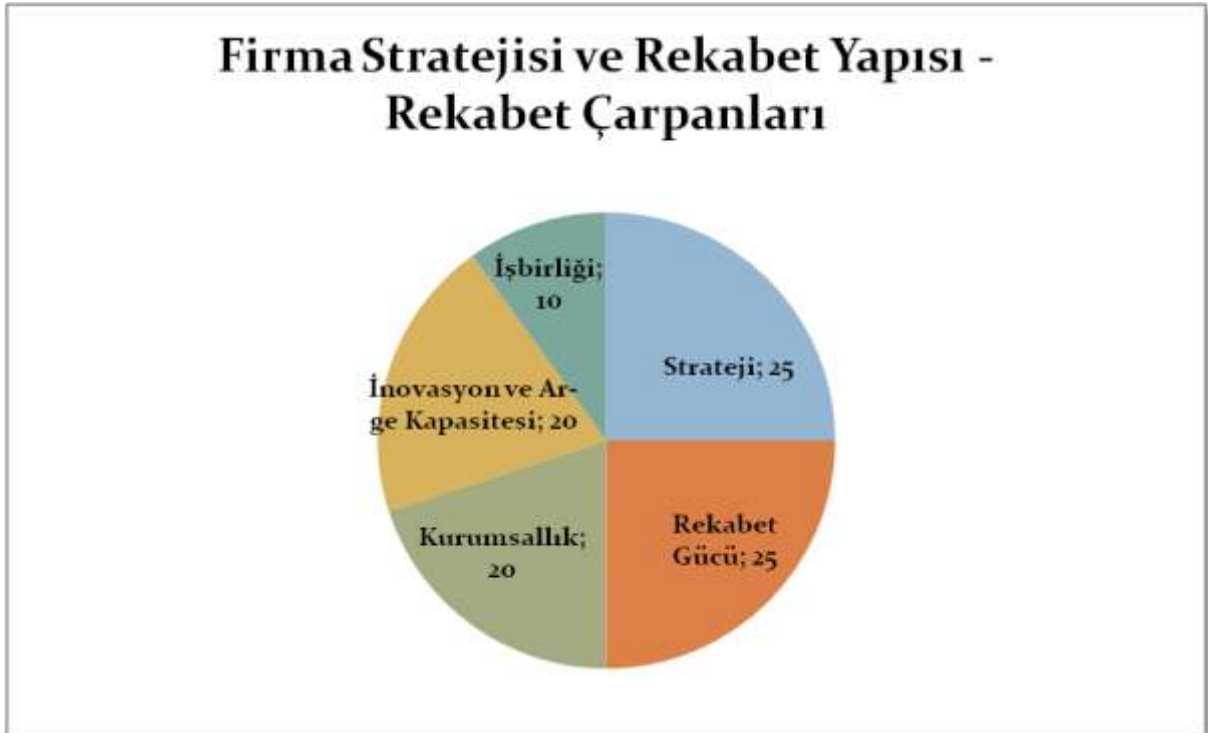 Firma Stratejisi ve Rekabet Yapısı -
Rekabet Çarpanları
İşbirliği;
10
Strateji; 25
İnovasyon ve Ar-
ge Kapasitesi; 20
Rekabet
Gücü; 25
Kurumsallık;
20